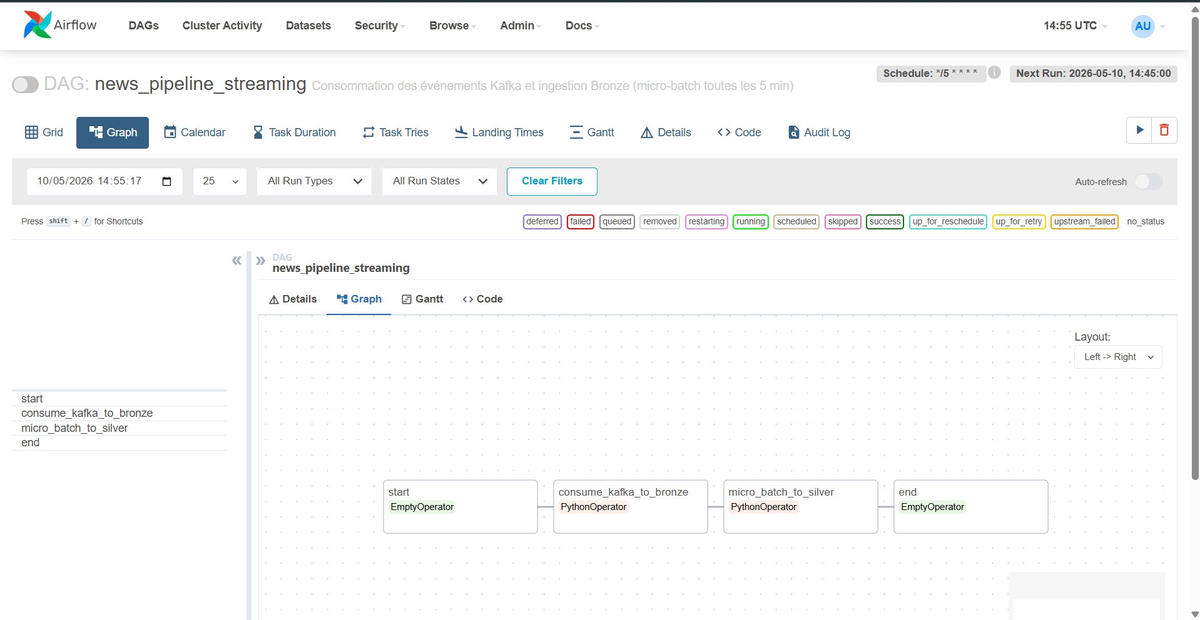 Airflow DAGs Cluster Activity Datasets Security Browse Admin Docs 14:55 UTC AU
DAG: news_pipeline_streaming Consommation des événements Kafka et ingestion Bronze (micro-batch toutes les 5 min) Schedule: */5 * * * * i Next Run: 2026-05-10, 14:45:00
Grid Graph Calendar Task Duration Task Tries Landing Times Gantt Details Code Audit Log
10/05/2026 14:55:17 25 All Run Types All Run States Clear Filters Auto-refresh
Press shift + / for Shortcuts deferred failed queued removed restarting running scheduled skipped success up_for_reschedule up_for_retry upstream_failed no_status
DAG
news_pipeline_streaming
Details Graph Gantt Code
Layout:
Left -> Right
start
consume_kafka_to_bronze
micro_batch_to_silver
end
start consume_kafka_to_bronze micro_batch_to_silver end
EmptyOperator PythonOperator PythonOperator EmptyOperator